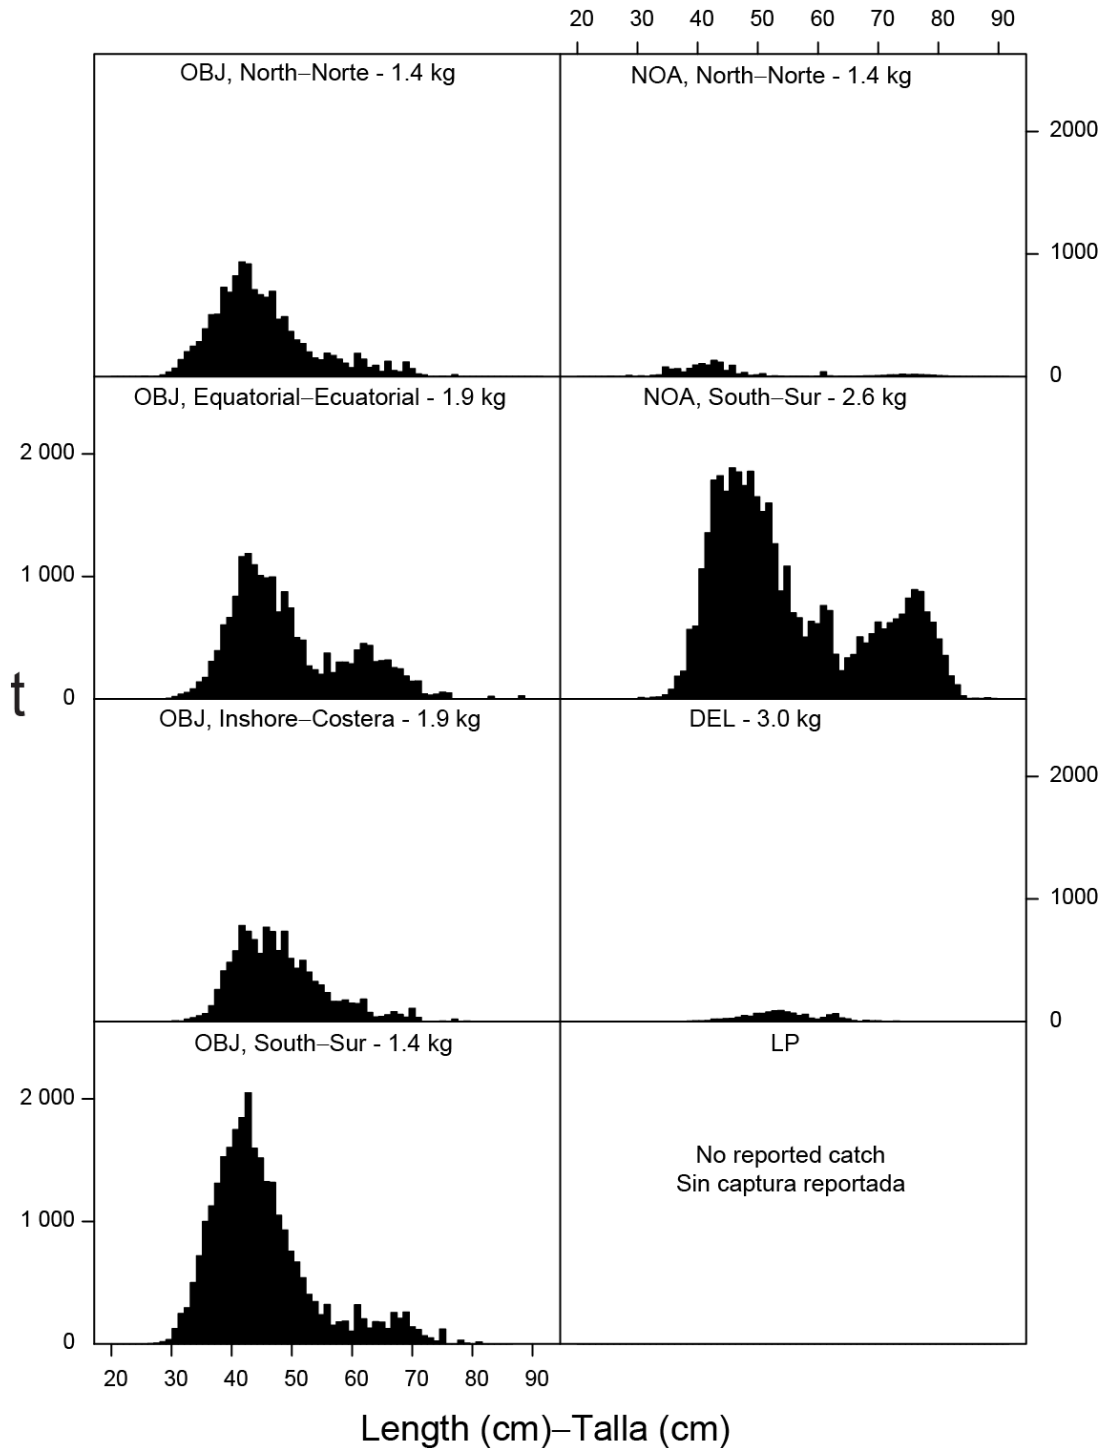 20 30 40 50 60 70 80 90
OBJ, North–Norte - 1.4 kg
NOA, North–Norte - 1.4 kg
2000
1000
0
OBJ, Equatorial–Ecuatorial - 1.9 kg
NOA, South–Sur - 2.6 kg
2 000
1 000
0
t
OBJ, Inshore–Costera - 1.9 kg
DEL - 3.0 kg
2000
1000
0
OBJ, South–Sur - 1.4 kg
LP
2 000
1 000
0
No reported catch
Sin captura reportada
20 30 40 50 60 70 80 90
Length (cm)–Talla (cm)